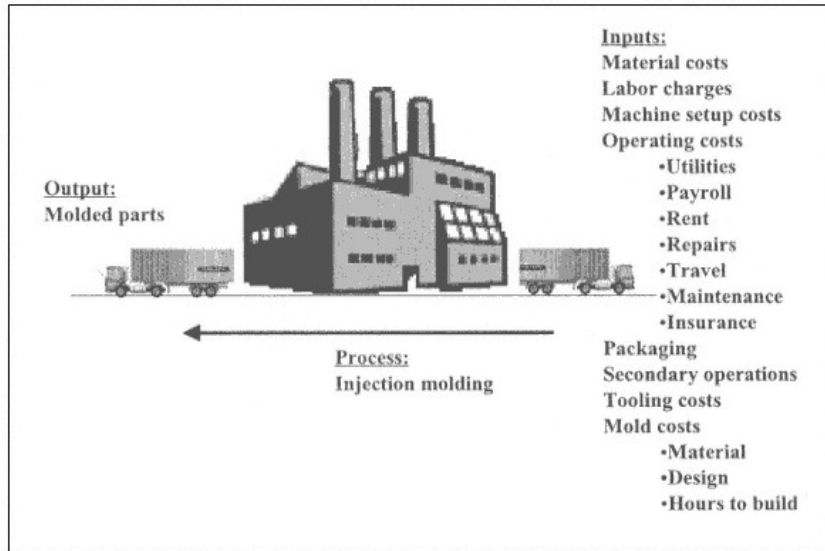 Output:
Molded parts
Process:
Injection molding
Inputs:
Material costs
Labor charges
Machine setup costs
Operating costs
•Utilities
•Payroll
•Rent
•Repairs
•Travel
•Maintenance
•Insurance
Packaging
Secondary operations
Tooling costs
Mold costs
•Material
•Design
•Hours to build